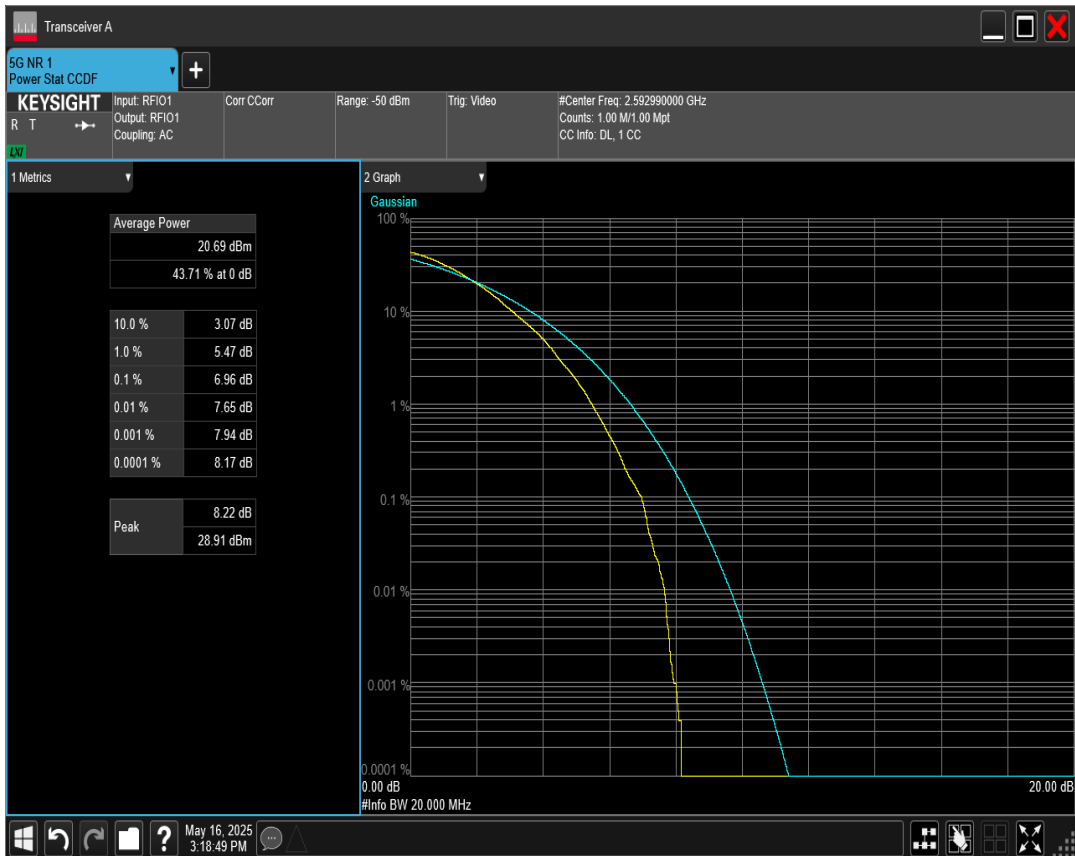 Transceiver A
5G NR 1
Power Stat CCDF
KEYSIGHT
R T
LXI
Input: RFIO1
Output: RFIO1
Coupling: AC
Corr CCorr
Range: -50 dBm
Trig: Video
#Center Freq: 2.592990000 GHz
Counts: 1.00 M/1.00 Mpt
CC Info: DL, 1 CC
1 Metrics
Average Power
20.69 dBm
43.71 % at 0 dB
10.0 % 3.07 dB
1.0 % 5.47 dB
0.1 % 6.96 dB
0.01 % 7.65 dB
0.001 % 7.94 dB
0.0001 % 8.17 dB
Peak 8.22 dB
28.91 dBm
2 Graph
Gaussian
100 %
10 %
1 %
0.1 %
0.01 %
0.001 %
0.0001 %
0.00 dB 20.00 dB
#Info BW 20.000 MHz
? May 16, 2025
3:18:49 PM